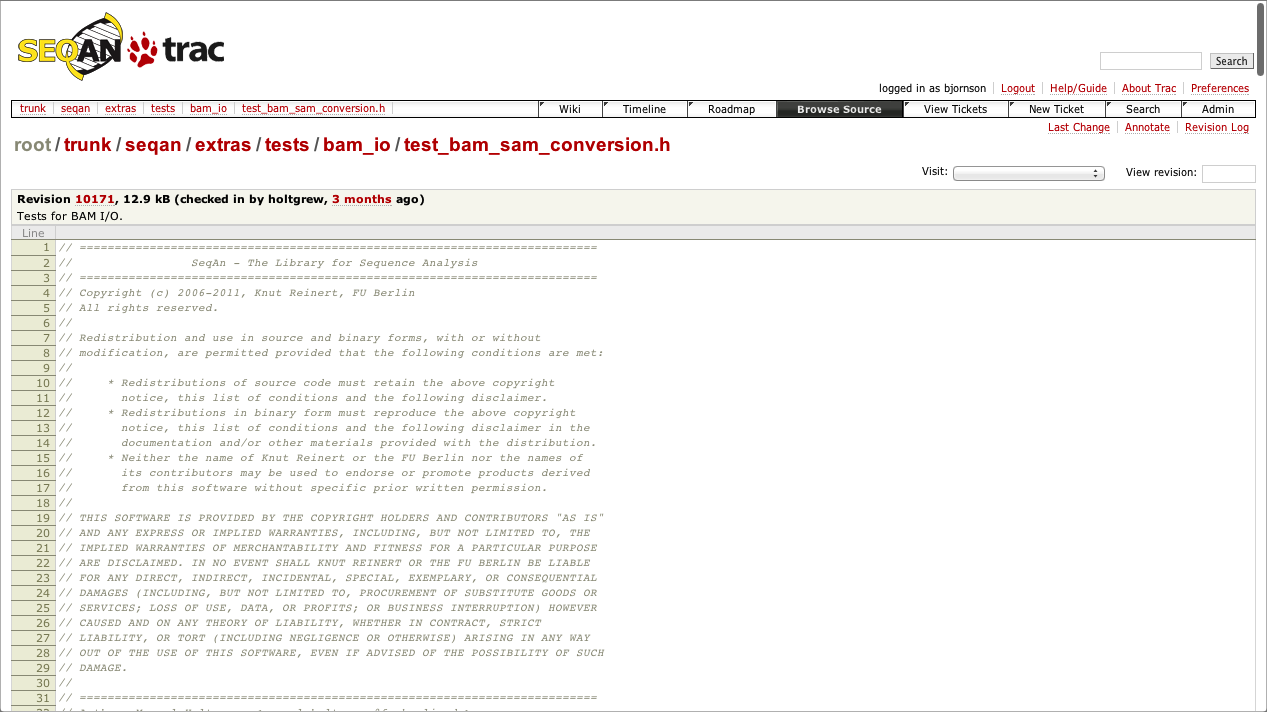 SEQAN trac
Search
logged in as bjornson Logout Help/Guide About Trac Preferences
trunk seqan extras tests bam_io test_bam_sam_conversion.h Wiki Timeline Roadmap Browse Source View Tickets New Ticket Search Admin
Last Change Annotate Revision Log
root/trunk/seqan/extras/tests/bam_io/test_bam_sam_conversion.h
Visit: View revision:
Revision 10171, 12.9 kB (checked in by holtgrew, 3 months ago)
Tests for BAM I/O.
Line
1 // ==========================================================================
2 //                 SeqAn - The Library for Sequence Analysis
3 // ==========================================================================
4 // Copyright (c) 2006-2011, Knut Reinert, FU Berlin
5 // All rights reserved.
6 //
7 // Redistribution and use in source and binary forms, with or without
8 // modification, are permitted provided that the following conditions are met:
9 //
10 //     * Redistributions of source code must retain the above copyright
11 //       notice, this list of conditions and the following disclaimer.
12 //     * Redistributions in binary form must reproduce the above copyright
13 //       notice, this list of conditions and the following disclaimer in the
14 //       documentation and/or other materials provided with the distribution.
15 //     * Neither the name of Knut Reinert or the FU Berlin nor the names of
16 //       its contributors may be used to endorse or promote products derived
17 //       from this software without specific prior written permission.
18 //
19 // THIS SOFTWARE IS PROVIDED BY THE COPYRIGHT HOLDERS AND CONTRIBUTORS "AS IS"
20 // AND ANY EXPRESS OR IMPLIED WARRANTIES, INCLUDING, BUT NOT LIMITED TO, THE
21 // IMPLIED WARRANTIES OF MERCHANTABILITY AND FITNESS FOR A PARTICULAR PURPOSE
22 // ARE DISCLAIMED. IN NO EVENT SHALL KNUT REINERT OR THE FU BERLIN BE LIABLE
23 // FOR ANY DIRECT, INDIRECT, INCIDENTAL, SPECIAL, EXEMPLARY, OR CONSEQUENTIAL
24 // DAMAGES (INCLUDING, BUT NOT LIMITED TO, PROCUREMENT OF SUBSTITUTE GOODS OR
25 // SERVICES; LOSS OF USE, DATA, OR PROFITS; OR BUSINESS INTERRUPTION) HOWEVER
26 // CAUSED AND ON ANY THEORY OF LIABILITY, WHETHER IN CONTRACT, STRICT
27 // LIABILITY, OR TORT (INCLUDING NEGLIGENCE OR OTHERWISE) ARISING IN ANY WAY
28 // OUT OF THE USE OF THIS SOFTWARE, EVEN IF ADVISED OF THE POSSIBILITY OF SUCH
29 // DAMAGE.
30 //
31 // ==========================================================================